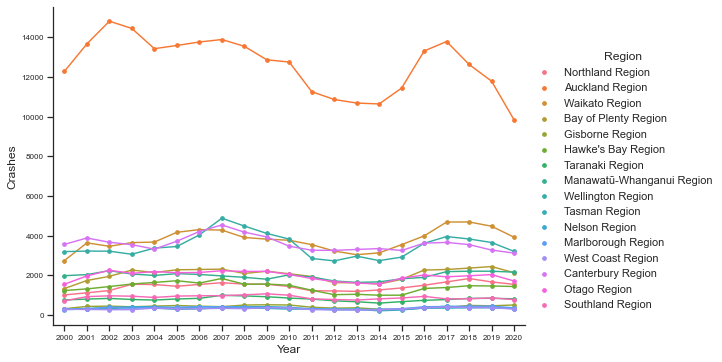 14000
12000
10000
8000
6000
4000
2000
0
Crashes
2000 2001 2002 2003 2004 2005 2006 2007 2008 2009 2010 2011 2012 2013 2014 2015 2016 2017 2018 2019 2020
Year
Region
Northland Region
Auckland Region
Waikato Region
Bay of Plenty Region
Gisborne Region
Hawke's Bay Region
Taranaki Region
Manawatū-Whanganui Region
Wellington Region
Tasman Region
Nelson Region
Marlborough Region
West Coast Region
Canterbury Region
Otago Region
Southland Region